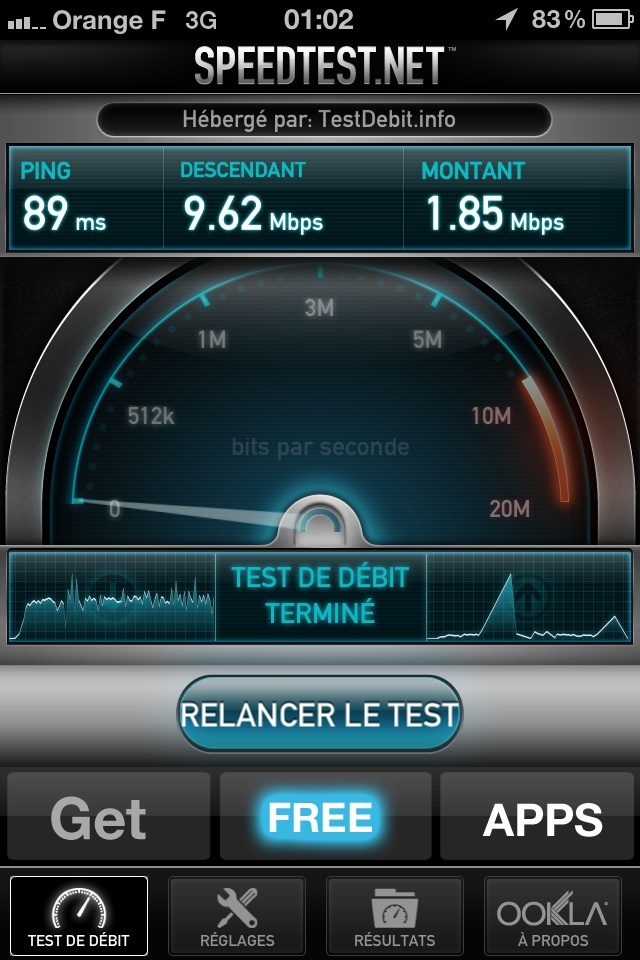 Orange F 3G 01:02 83 %
SPEEDTEST.NET™
Hébergé par: TestDebit.info
PING DESCENDANT MONTANT
89 ms 9.62 Mbps 1.85 Mbps
3M
1M 5M
512k 10M
bits par seconde
0 20M
TEST DE DÉBIT
TERMINÉ
RELANCER LE TEST
Get FREE APPS
OOKLA
TEST DE DÉBIT RÉGLAGES RÉSULTATS À PROPOS